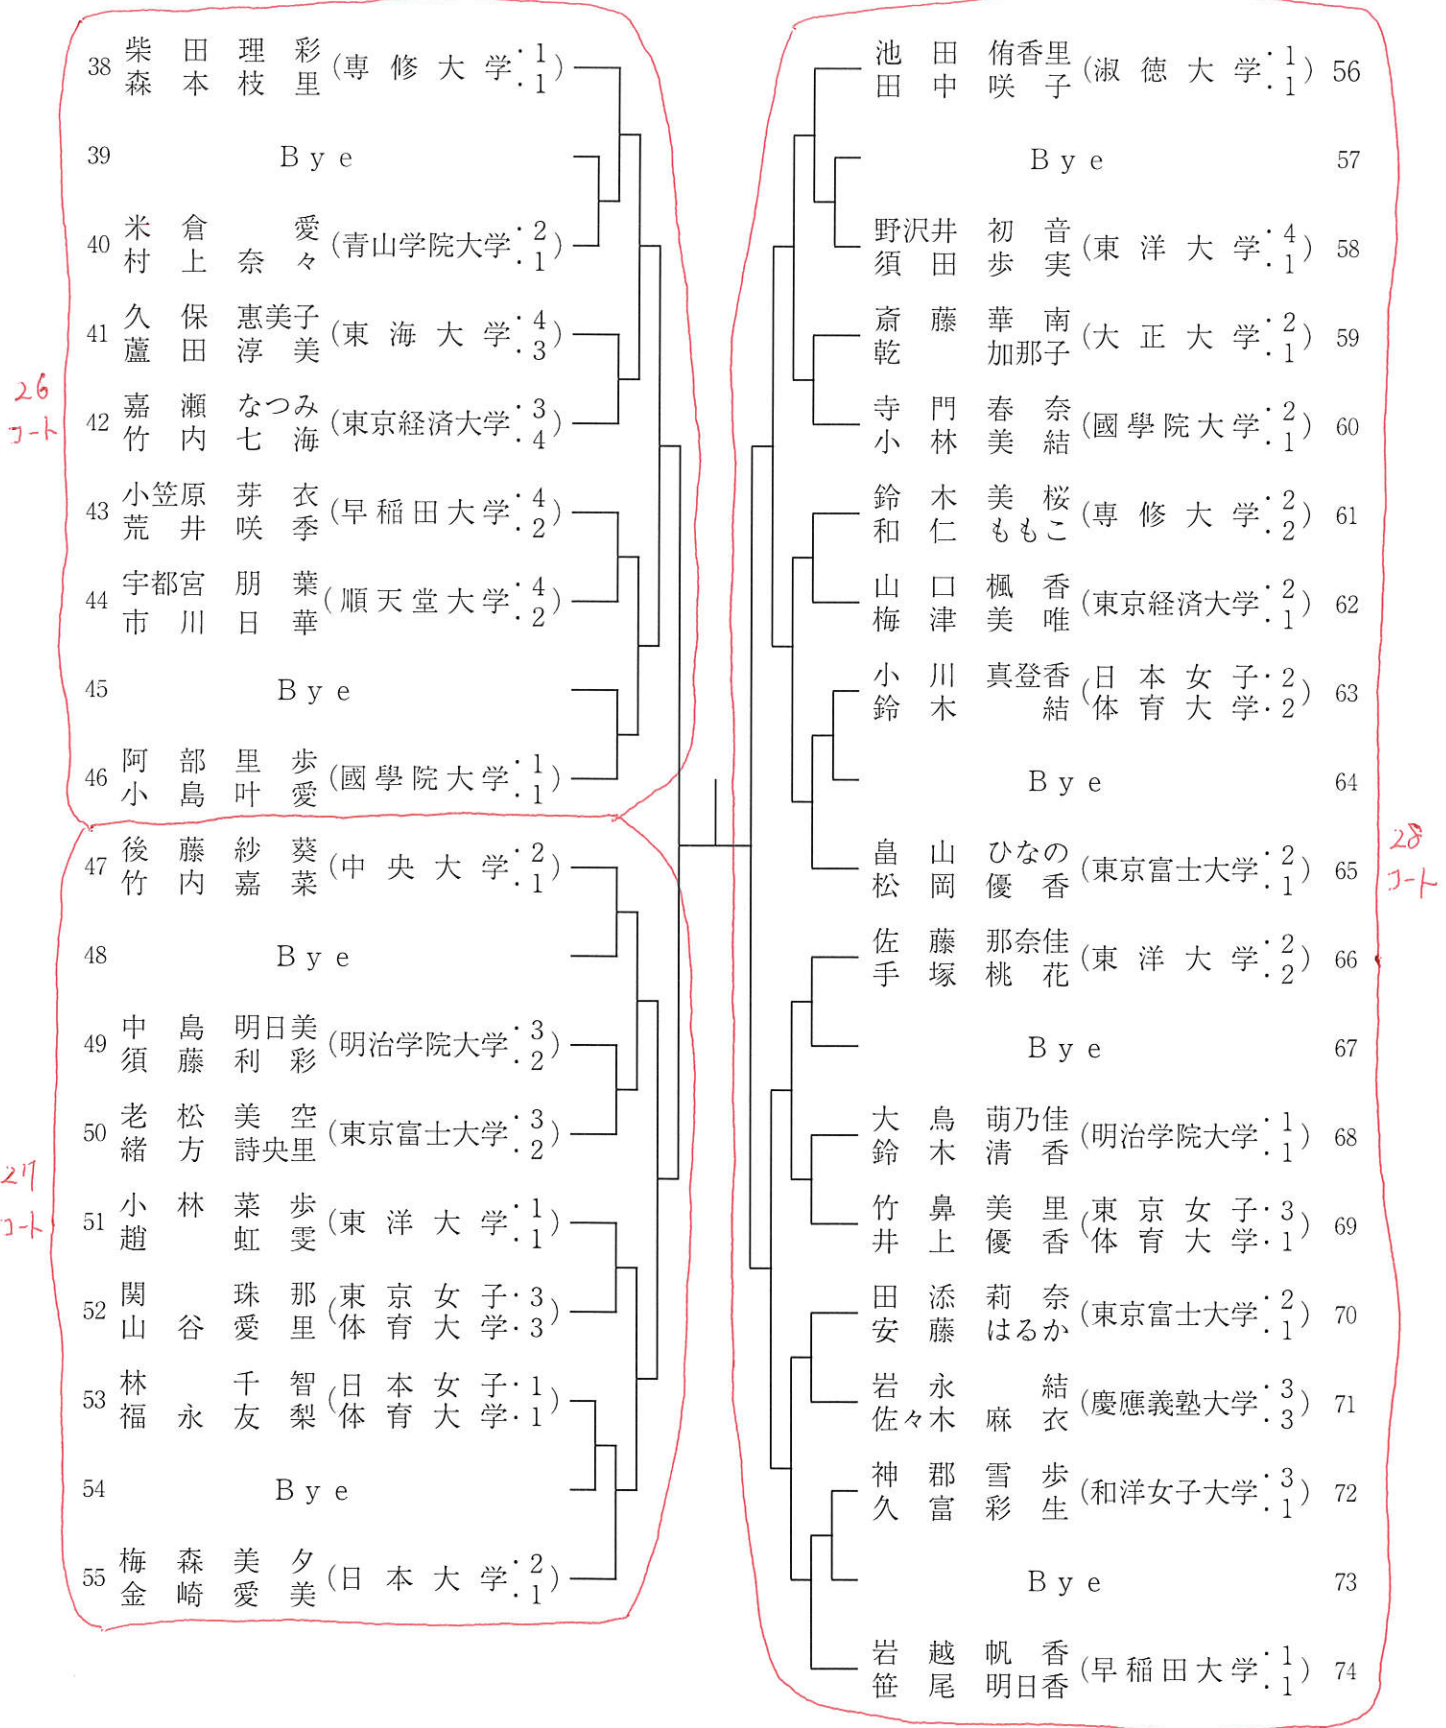 38 柴田理彩 (専修大学・1)
森本枝里 ・1
39 Bye
40 米倉愛 (青山学院大学・2)
村上奈々 ・1
41 久保惠美子 (東海大学・4)
蘆田淳美 ・3
42 嘉瀬なつみ (東京経済大学・3)
竹内七海 ・4
43 小笠原芽衣 (早稲田大学・4)
荒井咲季 ・2
44 宇都宮朋葉 (順天堂大学・4)
市川日華 ・2
45 Bye
46 阿部里歩 (國學院大学・1)
小島叶愛 ・1
26
コート
47 後藤紗葵 (中央大学・2)
竹内嘉菜 ・1
48 Bye
49 中島明日美 (明治学院大学・3)
須藤利彩 ・2
50 老松美空 (東京富士大学・3)
緒方詩央里 ・2
51 小林菜歩 (東洋大学・1)
趙虹雯 ・1
52 関珠那 (東京女子・3)
山谷愛里 体育大学・3
53 林千智 (日本女子・1)
福永友梨 体育大学・1
54 Bye
55 梅森美夕 (日本大学・2)
金崎愛美 ・1
27
コート
池田侑香里 (淑徳大学・1) 56
田中咲子 ・1
Bye 57
野沢井初音 (東洋大学・4) 58
須田歩実 ・1
斎藤華南 (大正大学・2) 59
乾加那子 ・1
寺門春奈 (國學院大学・2) 60
小林美結 ・1
鈴木美桜 (専修大学・2) 61
和仁ももこ ・2
山口楓香 (東京経済大学・2) 62
梅津美唯 ・1
小川真登香 (日本女子・2) 63
鈴木結 体育大学・2
Bye 64
畠山ひなの (東京富士大学・2) 65
松岡優香 ・1
佐藤那奈佳 (東洋大学・2) 66
手塚桃花 ・2
Bye 67
大鳥萌乃佳 (明治学院大学・1) 68
鈴木清香 ・1
竹鼻美里 (東京女子・3) 69
井上優香 体育大学・1
田添莉奈 (東京富士大学・2) 70
安藤はるか ・1
岩永結 (慶應義塾大学・3) 71
佐々木麻衣 ・3
神郡雪歩 (和洋女子大学・3) 72
久富彩生 ・1
Bye 73
岩越帆香 (早稲田大学・1) 74
笹尾明日香 ・1
28
コート